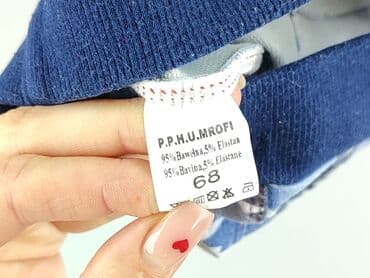 P.P.H.U.MROFI
95%Bawełna,5% Elastan
95%Bavlna,5% Elastane
68